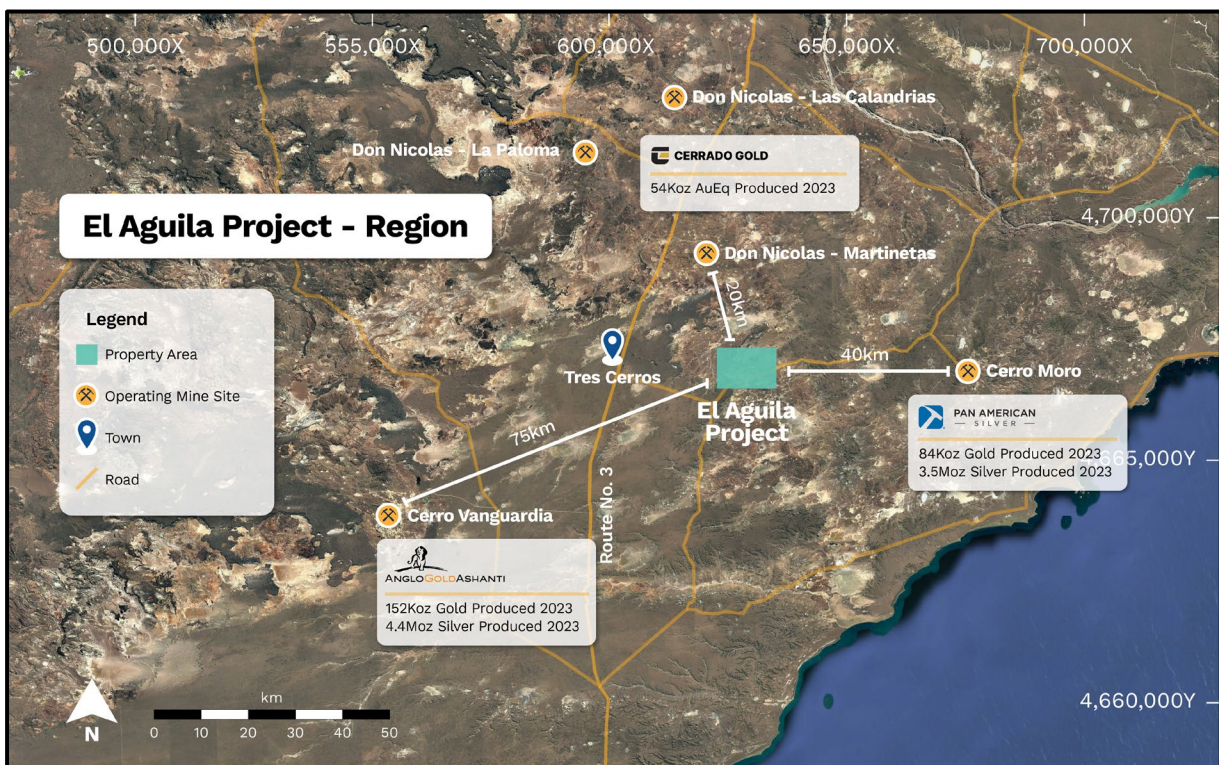 500,000X
555,000X
600,000X
650,000X
700,000X
Don Nicolas - Las Calandrias
Don Nicolas - La Paloma
CERRADO GOLD
54Koz AuEq Produced 2023
El Aguila Project - Region
4,700,000Y
Don Nicolas - Martinetas
20km
Legend
Property Area
Operating Mine Site
Town
Road
Tres Cerros
40km
Cerro Moro
El Aguila
Project
75km
PAN AMERICAN
SILVER
84Koz Gold Produced 2023
3.5Moz Silver Produced 2023
665,000Y
Route No. 3
Cerro Vanguardia
ANGLOGOLDASHANTI
152Koz Gold Produced 2023
4.4Moz Silver Produced 2023
4,660,000Y
N
km
0 10 20 30 40 50